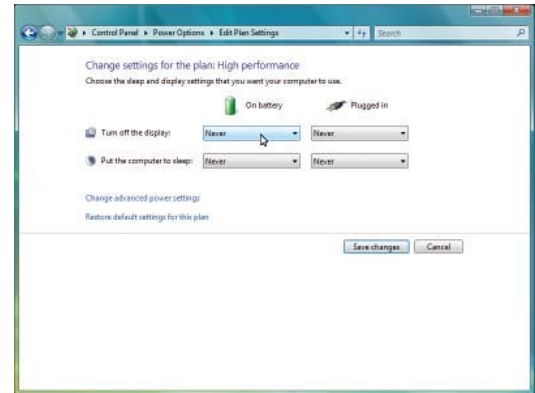 Control Panel ▸ Power Options ▸ Edit Plan Settings
Search
Change settings for the plan: High performance
Choose the sleep and display settings that you want your computer to use.
On battery Plugged in
Turn off the display: Never Never
Put the computer to sleep: Never Never
Change advanced power settings
Restore default settings for this plan
Save changes Cancel